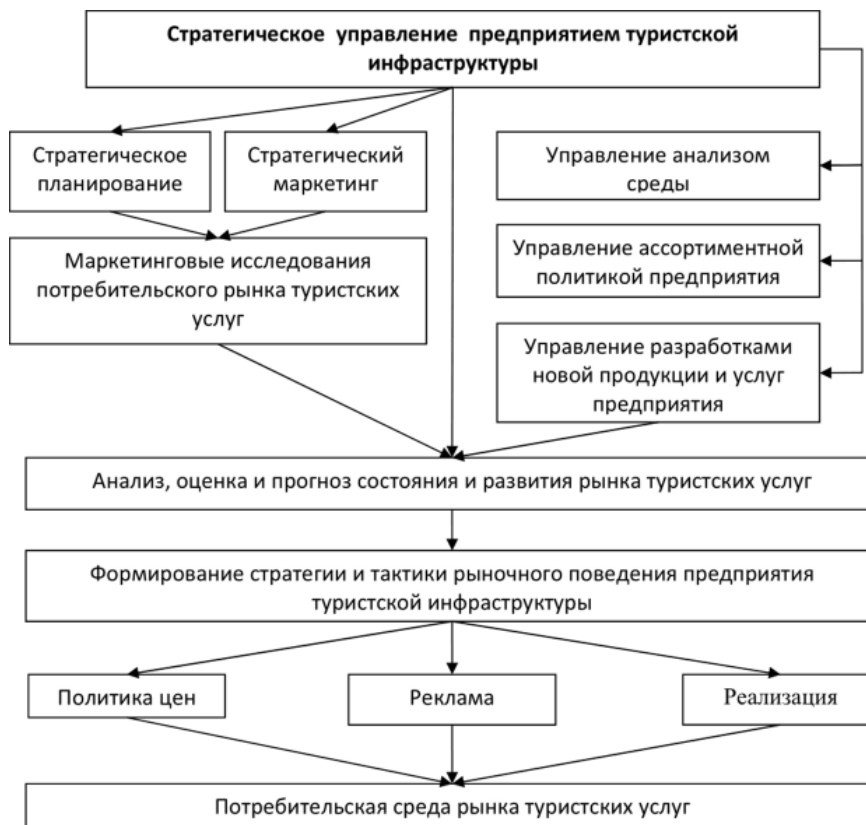 Стратегическое управление предприятием туристской
инфраструктуры
Стратегическое
планирование
Стратегический
маркетинг
Управление анализом
среды
Маркетинговые исследования
потребительского рынка туристских
услуг
Управление ассортиментной
политикой предприятия
Управление разработками
новой продукции и услуг
предприятия
Анализ, оценка и прогноз состояния и развития рынка туристских услуг
Формирование стратегии и тактики рыночного поведения предприятия
туристской инфраструктуры
Политика цен
Реклама
Реализация
Потребительская среда рынка туристских услуг